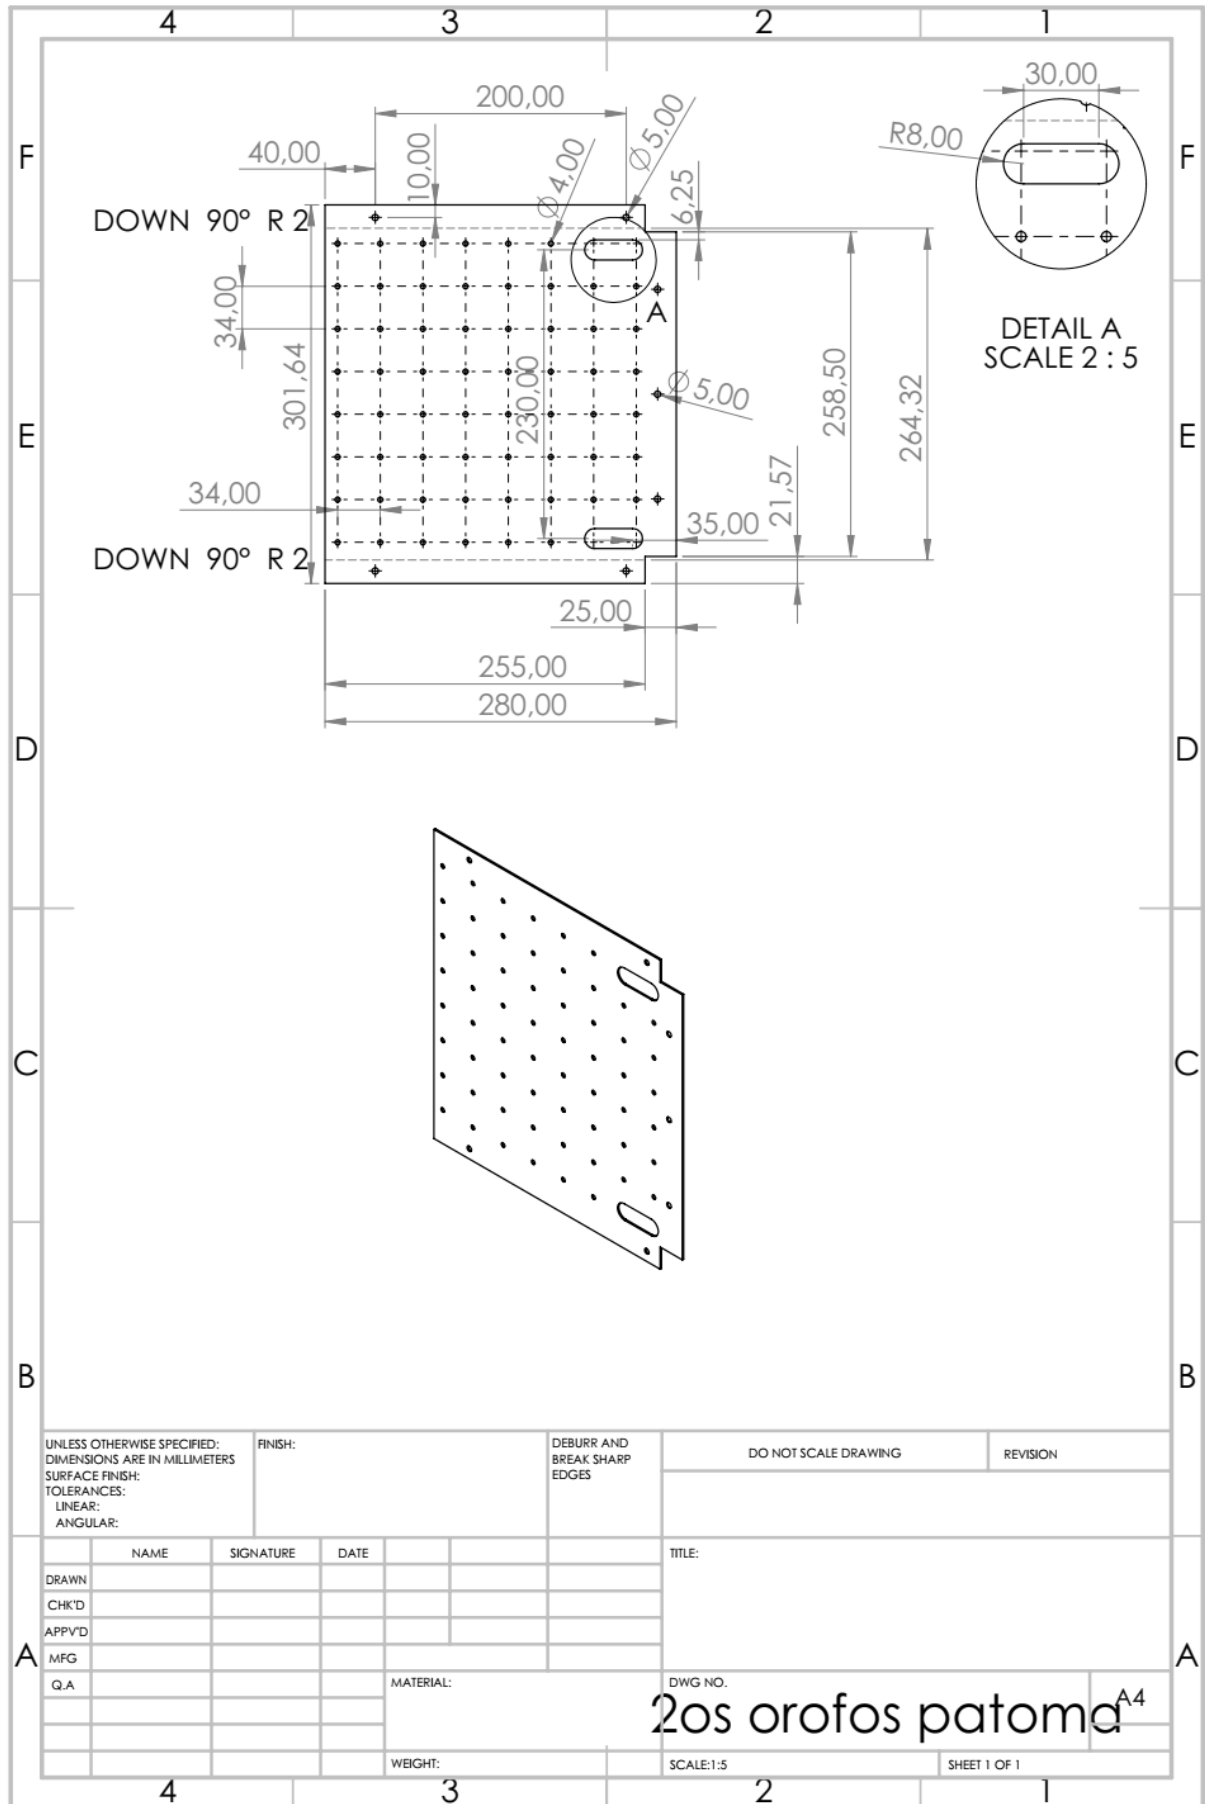 4 3 2 1
F
F
200,00
40,00
10,00
Ø 4,00
Ø 5,00
6,25
30,00
R8,00
DOWN 90° R 2
A
DETAIL A
SCALE 2 : 5
34,00
301,64
230,00
Ø 5,00
258,50
264,32
E
E
34,00
35,00
21,57
DOWN 90° R 2
25,00
255,00
280,00
D
D
C
C
B
B
UNLESS OTHERWISE SPECIFIED:
DIMENSIONS ARE IN MILLIMETERS
SURFACE FINISH:
TOLERANCES:
LINEAR:
ANGULAR:
FINISH:
DEBURR AND
BREAK SHARP
EDGES
DO NOT SCALE DRAWING
REVISION
NAME SIGNATURE DATE
TITLE:
DRAWN
CHK'D
APPV'D
MFG
Q.A
A
A
MATERIAL:
DWG NO.
2os orofos patoma
A4
WEIGHT:
SCALE:1:5
SHEET 1 OF 1
4 3 2 1